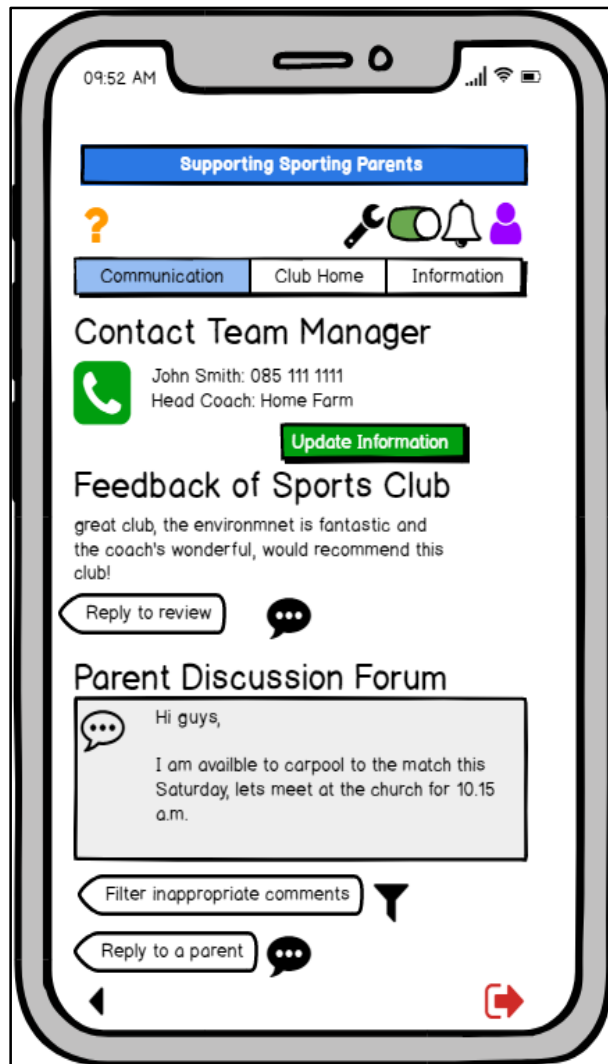 09:52 AM
Supporting Sporting Parents
?
Communication Club Home Information
Contact Team Manager
John Smith: 085 111 1111
Head Coach: Home Farm
Update Information
Feedback of Sports Club
great club, the environmnet is fantastic and
the coach's wonderful, would recommend this
club!
Reply to review
Parent Discussion Forum
Hi guys,
I am availble to carpool to the match this
Saturday, lets meet at the church for 10.15
a.m.
Filter inappropriate comments
Reply to a parent